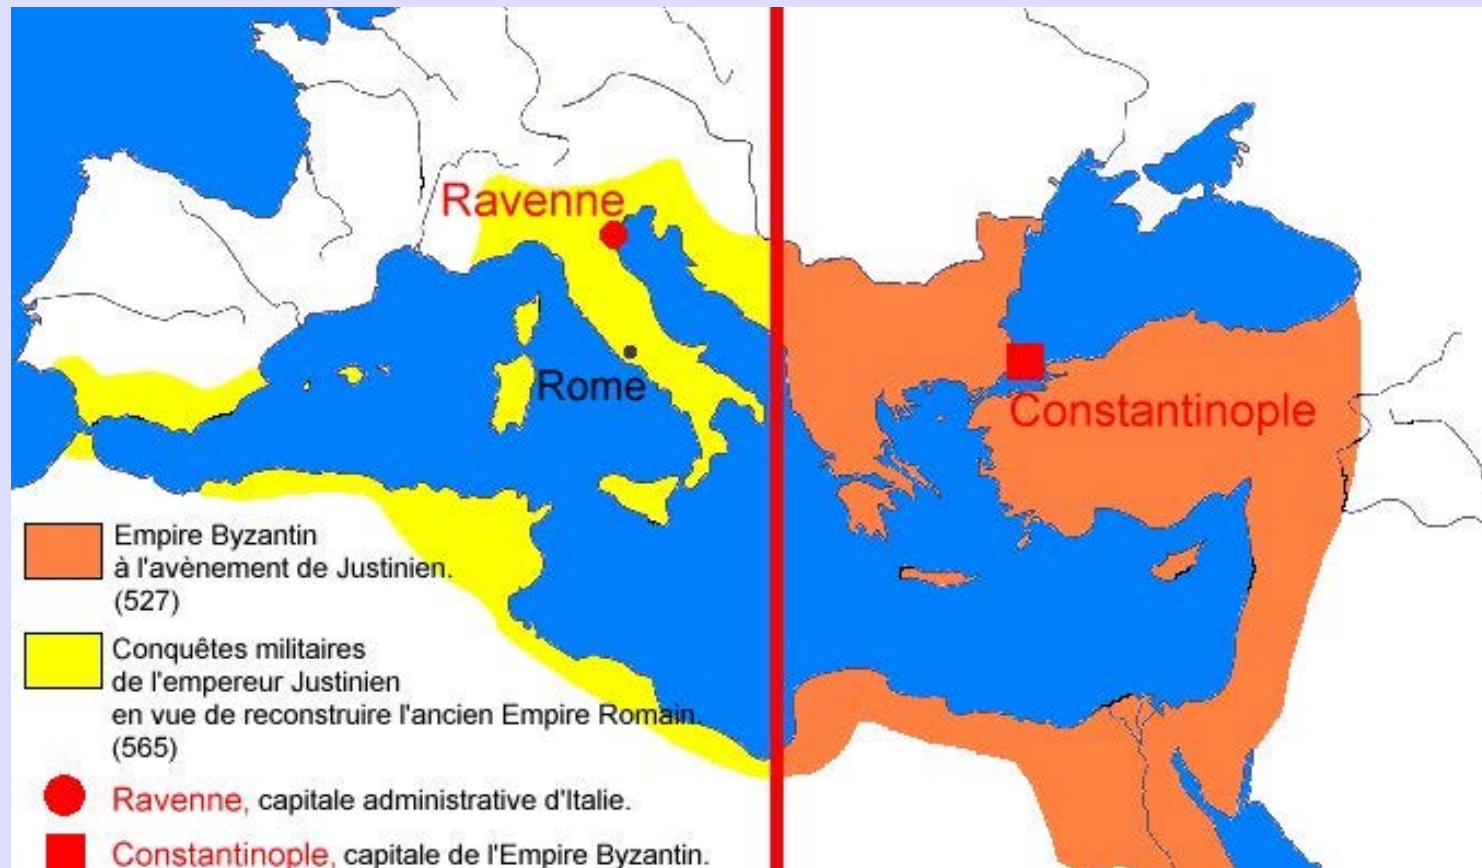 Ravenne
Rome
Constantinople
Empire Byzantin
à l'avènement de Justinien.
(527)
Conquêtes militaires
de l'empereur Justinien
en vue de reconstruire l'ancien Empire Romain.
(565)
Ravenne, capitale administrative d'Italie.
Constantinople, capitale de l'Empire Byzantin.